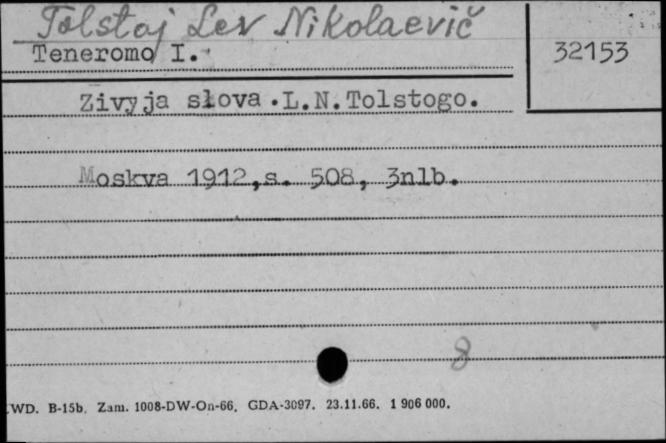 Tolstoj Lev Nikolaevič
Teneromo I.
32153
Zivyja slova.L.N.Tolstogo.
Moskva 1912,s. 508, 3nlb.
8
WD. B-15b. Zam. 1008-DW-On-66. GDA-3097. 23.11.66. 1 906 000.